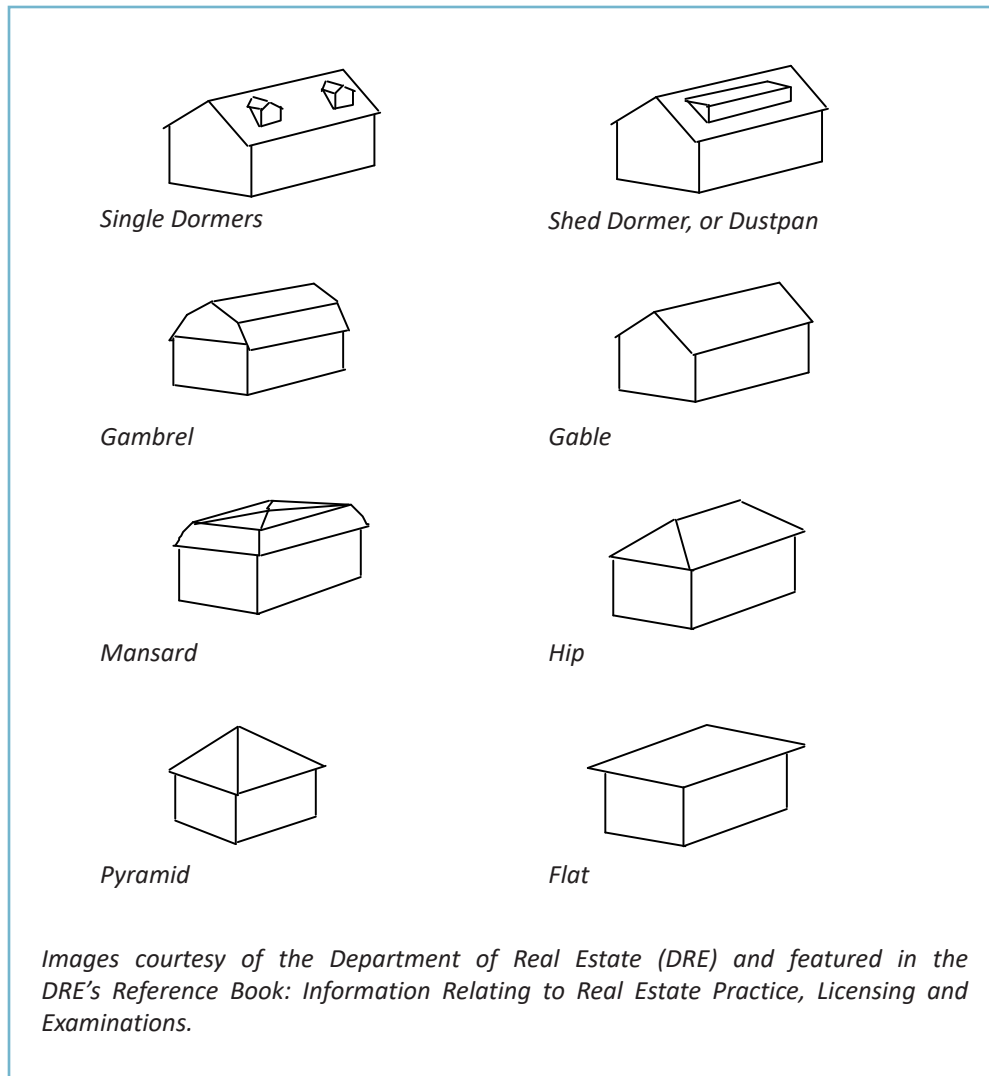 Single Dormers
Shed Dormer, or Dustpan
Gambrel
Gable
Mansard
Hip
Pyramid
Flat
Images courtesy of the Department of Real Estate (DRE) and featured in the
DRE’s Reference Book: Information Relating to Real Estate Practice, Licensing and
Examinations.